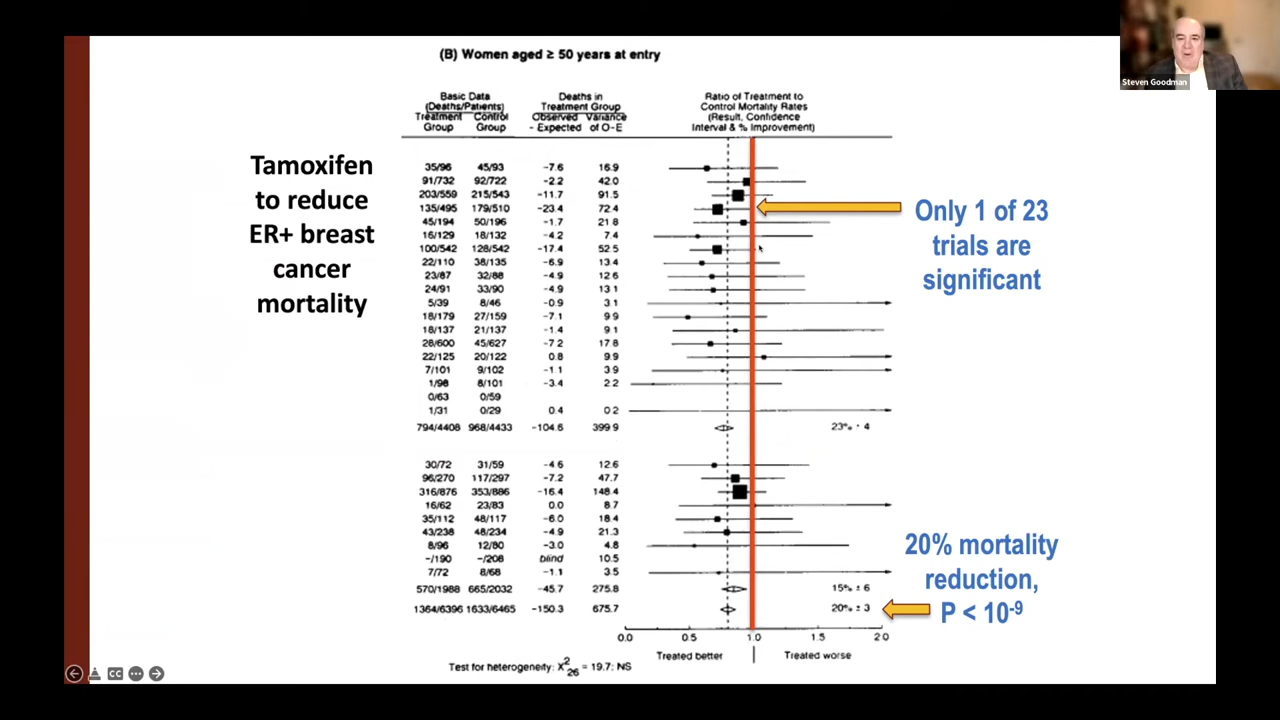 Steven Goodman
(B) Women aged ≥ 50 years at entry
Tamoxifen
to reduce
ER+ breast
cancer
mortality
Basic Data
(Deaths/Patients)
Treatment Control
Group Group
Deaths in
Treatment Group
Observed Variance
- Expected of O-E
Ratio of Treatment to
Control Mortality Rates
(Result, Confidence
Interval & % Improvement)
35/96 45/93 -7.6 16.9
91/732 92/722 -2.2 42.0
203/559 215/543 -11.7 91.5
135/495 179/510 -23.4 72.4
45/194 50/196 -1.7 21.8
16/129 18/132 -4.2 7.4
100/542 128/542 -17.4 52.5
22/110 38/135 -6.9 13.4
23/87 32/88 -4.9 12.6
24/91 33/90 -4.9 13.1
5/39 8/46 -0.9 3.1
18/179 27/159 -7.1 9.9
18/137 21/137 -1.4 9.1
28/600 45/627 -7.2 17.8
22/125 20/122 0.8 9.9
7/101 9/102 -1.1 3.9
1/98 8/101 -3.4 2.2
0/63 0/59
1/31 0/29 0.4 0.2
794/4408 968/4433 -104.6 399.9 23% ± 4
30/72 31/59 -4.6 12.6
96/270 117/297 -7.2 47.7
316/876 353/886 -16.4 148.4
16/62 23/83 0.0 8.7
35/112 48/117 -6.0 18.4
43/238 48/234 -4.9 21.3
8/96 12/80 -3.0 4.8
-/190 -/208 blind 10.5
7/72 8/68 -1.1 3.5
570/1988 665/2032 -45.7 275.8 15% ± 6
1364/6396 1633/6465 -150.3 675.7 20% ± 3
0.0 0.5 1.0 1.5 2.0
Treated better | Treated worse
Test for heterogeneity: X²₂₆ = 19.7; NS
Only 1 of 23
trials are
significant
20% mortality
reduction,
P < 10⁻⁹
CC